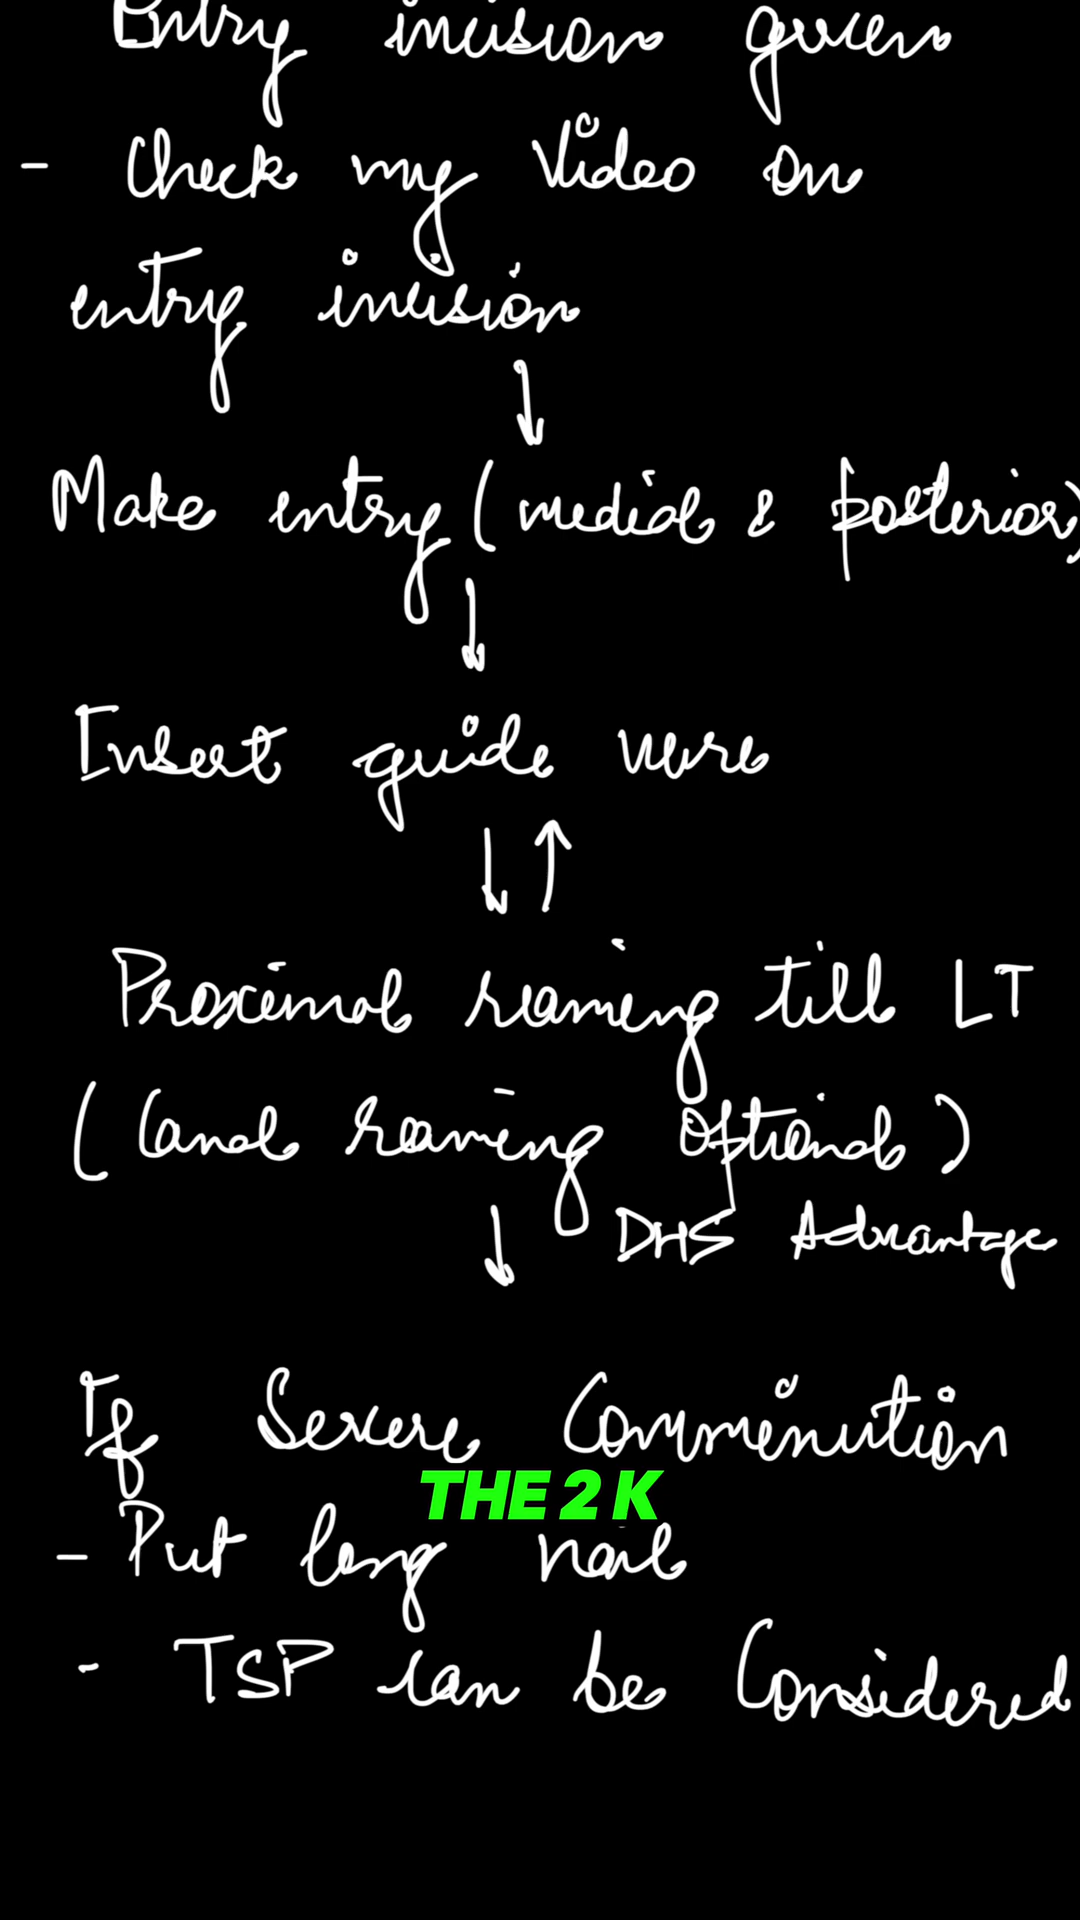 Entry incision given
- Check my Video on
entry incision
↓
Make entry (medial & posterior)
↓
Insert guide wire
↓↑
Proximal reaming till LT
(Canal reaming optional)
↓ DHS Advantage
If Severe Comminution
THE 2 K
- Put long nail
- TSP can be Considered